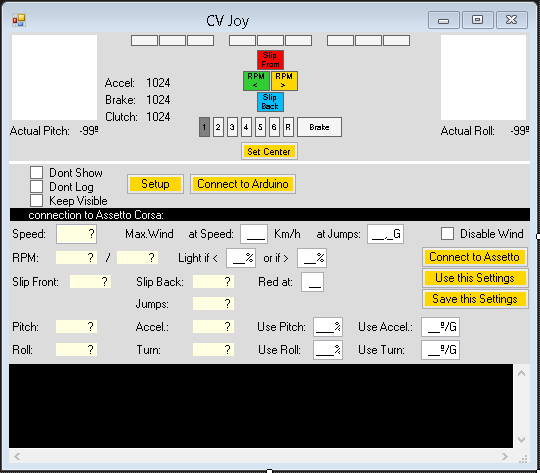 CV Joy
Slip Front
RPM < RPM >
Slip Back
Accel: 1024
Brake: 1024
Clutch: 1024
Actual Pitch: -99º
Actual Roll: -99º
1 2 3 4 5 6 R Brake
Set Center
Dont Show
Dont Log
Keep Visible
Setup Connect to Arduino
connection to Assetto Corsa:
Speed: ? Max.Wind at Speed: ___ Km/h at Jumps: __._G Disable Wind
RPM: ? / ? Light if < __% or if > __% Connect to Assetto
Slip Front: ? Slip Back: ? Red at: __ Use this Settings
Jumps: ? Save this Settings
Pitch: ? Accel.: ? Use Pitch: ___% Use Accel.: __º/G
Roll: ? Turn: ? Use Roll: ___% Use Turn: __º/G